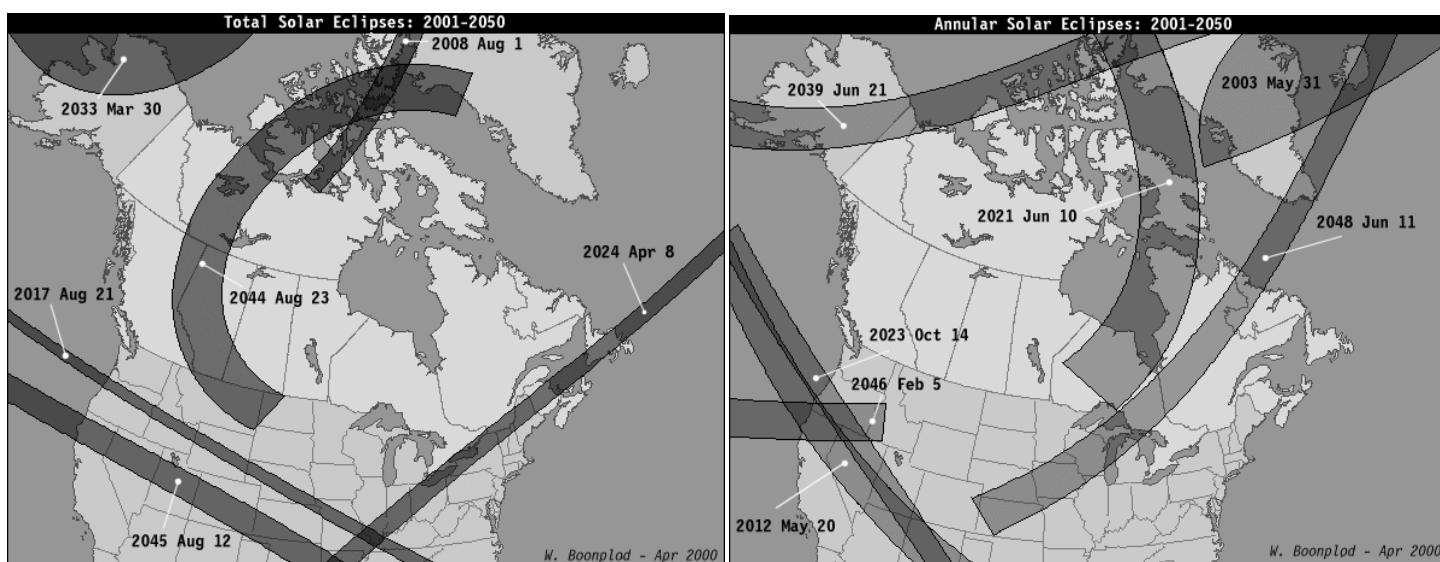 Total Solar Eclipses: 2001-2050
2008 Aug 1
2033 Mar 30
2024 Apr 8
2017 Aug 21
2044 Aug 23
2045 Aug 12
W. Boonplod - Apr 2000
Annular Solar Eclipses: 2001-2050
2039 Jun 21
2003 May 31
2021 Jun 10
2048 Jun 11
2023 Oct 14
2046 Feb 5
2012 May 20
W. Boonplod - Apr 2000